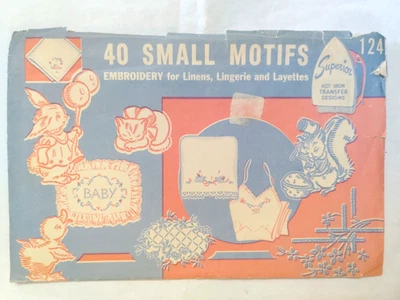 40 SMALL MOTIFS
EMBROIDERY for Linens, Lingerie and Layettes
Superior
HOT IRON
TRANSFER
DESIGNS
124
BABY